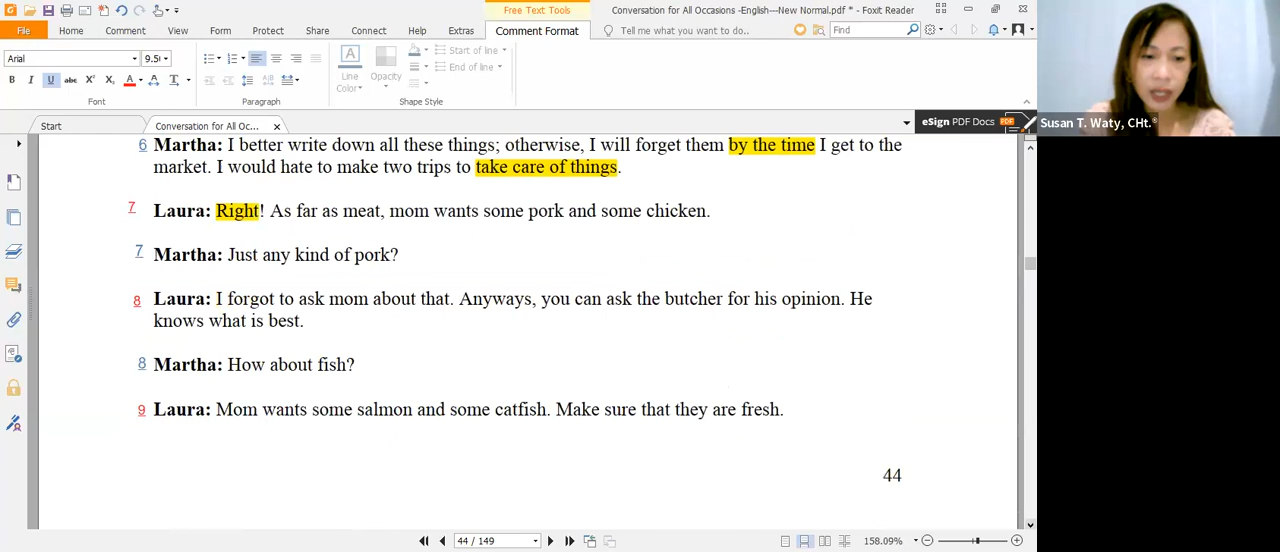 Free Text Tools
Conversation for All Occasions -English---New Normal.pdf * - Foxit Reader
File Home Comment View Form Protect Share Connect Help Extras Comment Format Tell me what you want to do.. Find
Arial 9.5
Start of line
End of line
Line Color
Opacity
Font Paragraph Shape Style
Start Conversation for All Occ... eSign PDF Docs
Susan T. Waty, CHt.®
6 Martha: I better write down all these things; otherwise, I will forget them by the time I get to the
market. I would hate to make two trips to take care of things.
7 Laura: Right! As far as meat, mom wants some pork and some chicken.
7 Martha: Just any kind of pork?
8 Laura: I forgot to ask mom about that. Anyways, you can ask the butcher for his opinion. He
knows what is best.
8 Martha: How about fish?
9 Laura: Mom wants some salmon and some catfish. Make sure that they are fresh.
44
44 / 149
158.09%